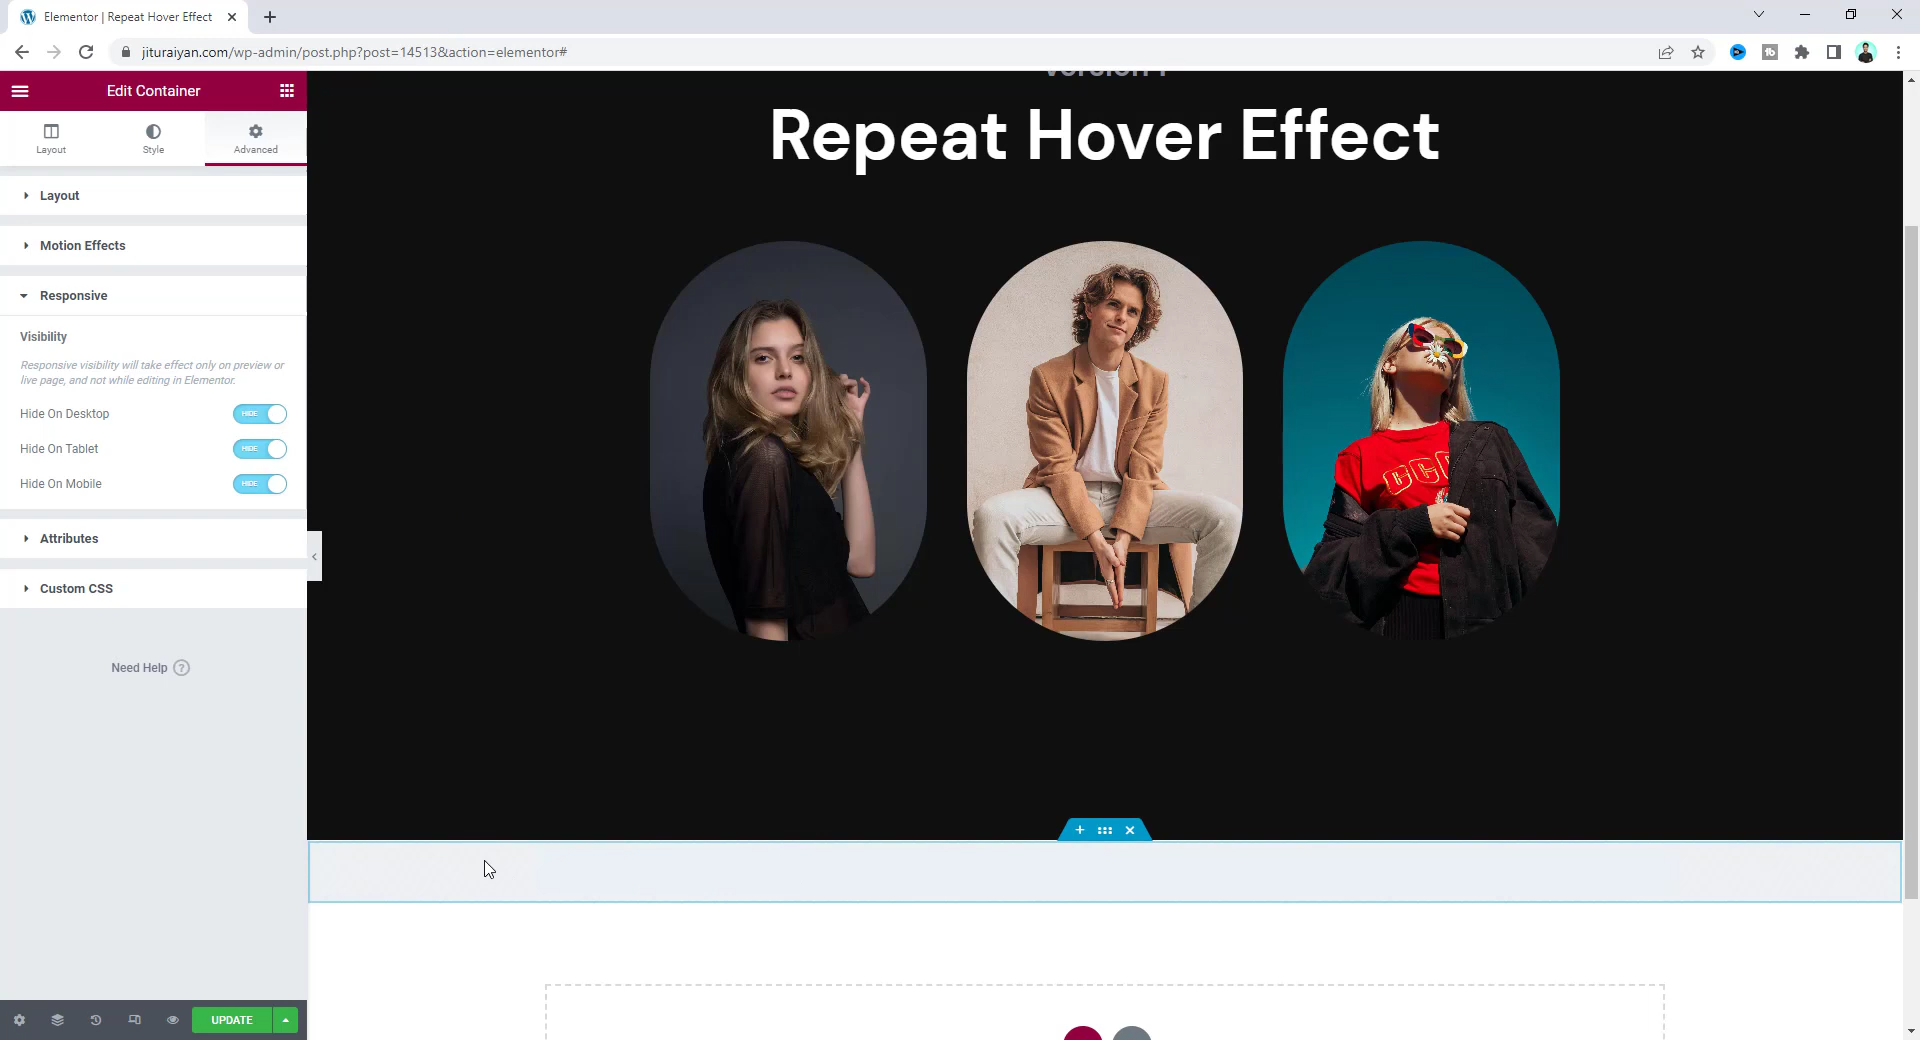 Elementor | Repeat Hover Effect
jituraiyan.com/wp-admin/post.php?post=14513&action=elementor#
Edit Container
Layout
Style
Advanced
Layout
Motion Effects
Responsive
Visibility
Responsive visibility will take effect only on preview or
live page, and not while editing in Elementor.
Hide On Desktop
HIDE
Hide On Tablet
HIDE
Hide On Mobile
HIDE
Attributes
Custom CSS
Need Help ?
UPDATE
Repeat Hover Effect